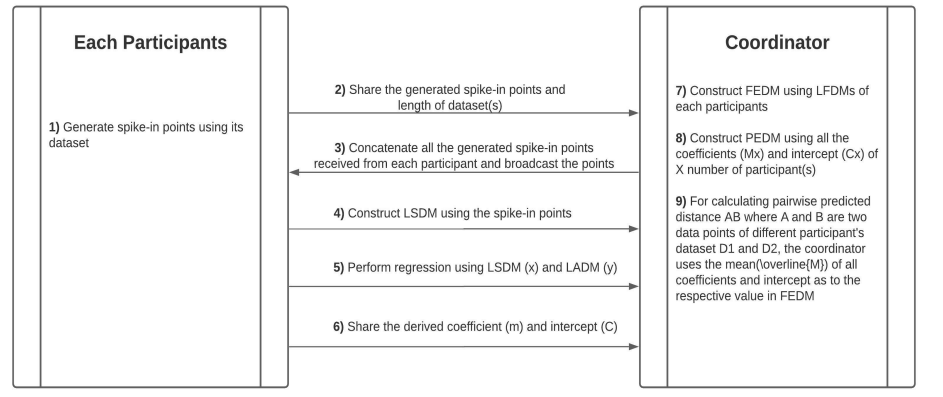 Each Participants
1) Generate spike-in points using its
dataset
2) Share the generated spike-in points and
length of dataset(s)
3) Concatenate all the generated spike-in points
received from each participant and broadcast the points
4) Construct LSDM using the spike-in points
5) Perform regression using LSDM (x) and LADM (y)
6) Share the derived coefficient (m) and intercept (C)
Coordinator
7) Construct FEDM using LFDMs of
each participants
8) Construct PEDM using all the
coefficients (Mx) and intercept (Cx) of
X number of participant(s)
9) For calculating pairwise predicted
distance AB where A and B are two
data points of different participant's
dataset D1 and D2, the coordinator
uses the mean(\overline{M}) of all
coefficients and intercept as to the
respective value in FEDM